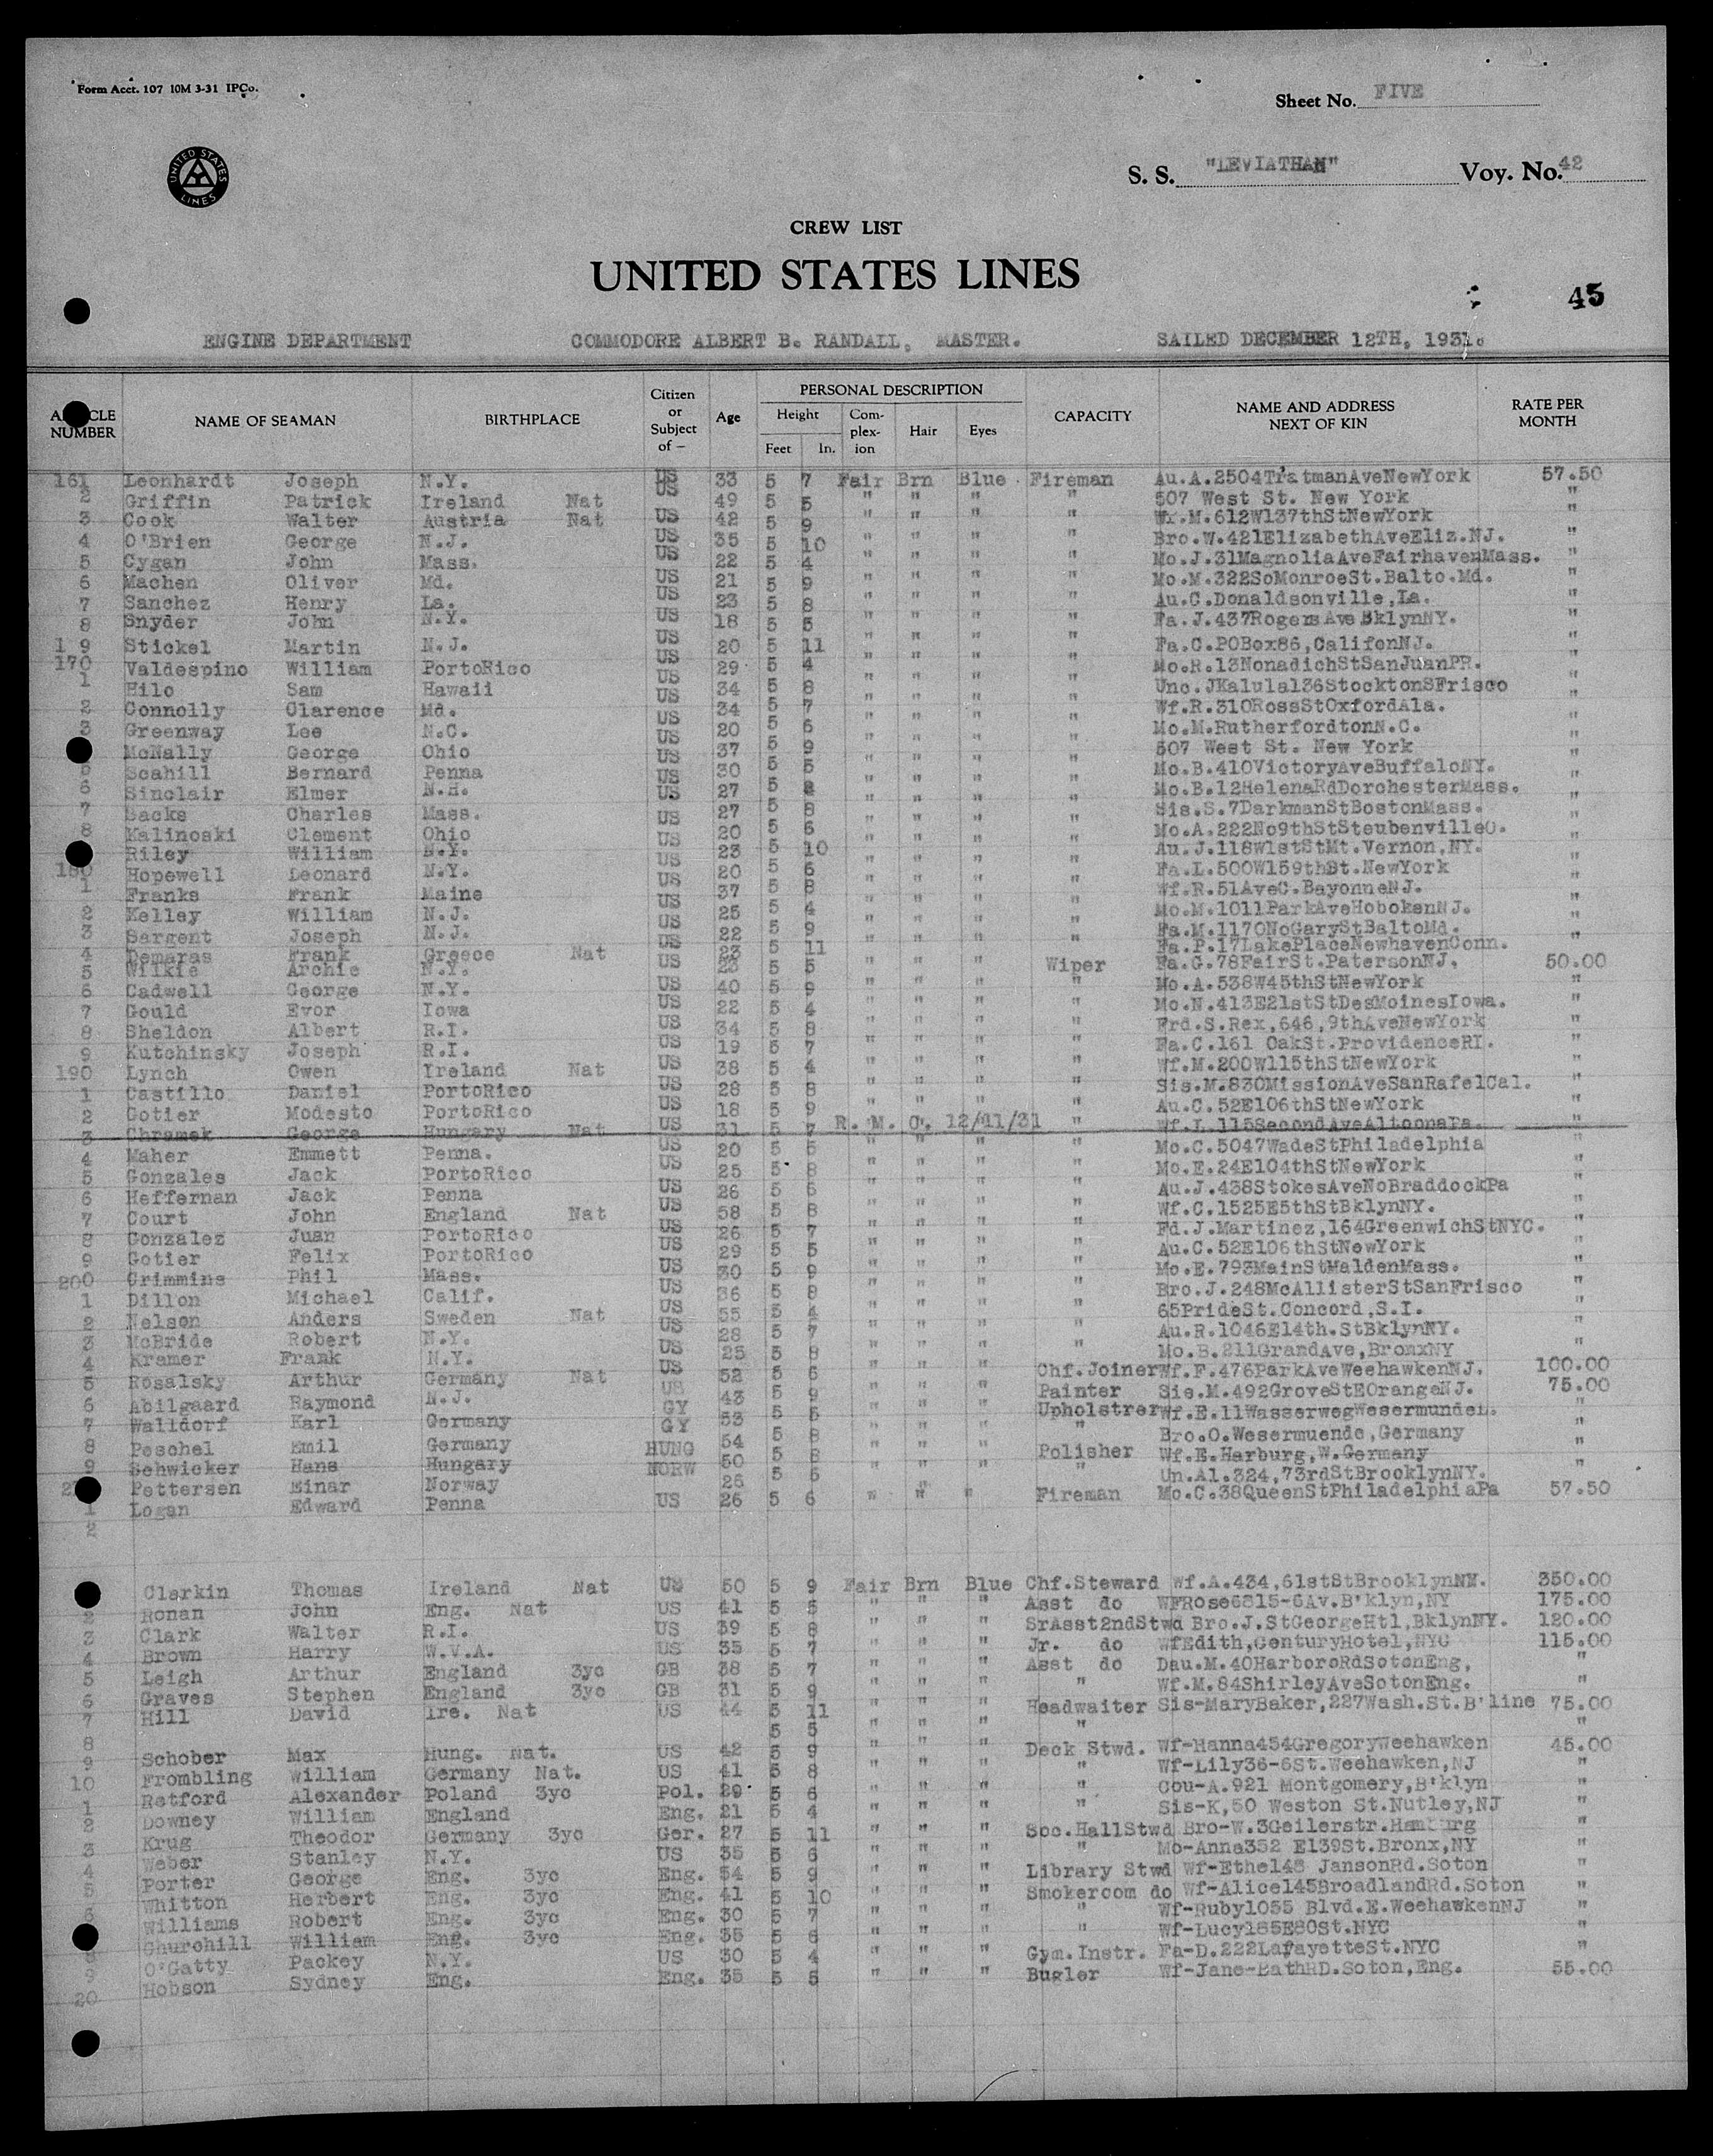 Form Acct. 107 10M 3-31 IPCo.
Sheet No. FIVE
UNITED STATES LINES
S. S. "LEVIATHAN" Voy. No. 42
CREW LIST
UNITED STATES LINES
45
ENGINE DEPARTMENT COMMODORE ALBERT B. RANDALL, MASTER. SAILED DECEMBER 12TH, 1931.
ARTICLE NUMBER NAME OF SEAMAN BIRTHPLACE Citizen or Subject of — Age PERSONAL DESCRIPTION Height Feet In. Com-plex-ion Hair Eyes CAPACITY NAME AND ADDRESS NEXT OF KIN RATE PER MONTH
161 Leonhardt Joseph N.Y. US 33 5 7 Fair Brn Blue Fireman Au.A.2504TratmanAveNewYork 57.50
2 Griffin Patrick Ireland Nat US 49 5 5 " " " " 507 West St. New York "
3 Cook Walter Austria Nat US 42 5 9 " " " " Wf.M.612W137thStNewYork "
4 O'Brien George N.J. US 35 5 10 " " " " Bro.W.421ElizabethAveEliz.NJ. "
5 Cygan John Mass. US 22 5 4 " " " " Mo.J.31MagnoliaAveFairhavenMass. "
6 Machen Oliver Md. US 21 5 9 " " " " Mo.M.322SoMonroeSt.Balto.Md. "
7 Sanchez Henry La. US 23 5 8 " " " " Au.C.Donaldsonville,La. "
8 Snyder John N.Y. US 18 5 5 " " " " Fa.J.437RogersAveBklynNY. "
1 9 Stickel Martin N.J. US 20 5 11 " " " " Fa.C.POBox86,CalifonNJ. "
170 Valdespino William PortoRico US 29 5 4 " " " " Mo.R.13NonadichStSanJuanPR. "
1 Hilo Sam Hawaii US 34 5 8 " " " " Unc.JKalula136StocktonSFrisco "
2 Connolly Clarence Md. US 34 5 7 " " " " Wf.R.310RossStOxfordAla. "
3 Greenway Lee N.C. US 20 5 6 " " " " Mo.M.RutherfordtonN.C. "
McNally George Ohio US 37 5 9 " " " " 507 West St. New York "
5 Scahill Bernard Penna US 30 5 5 " " " " Mo.B.410VictoryAveBuffaloNY. "
6 Sinclair Elmer N.H. US 27 5 8 " " " " Mo.B.12HelenaRdDorchesterMass. "
7 Sacks Charles Mass. US 27 5 8 " " " " Sis.S.7DarkmanStBostonMass. "
8 Kalinoski Clement Ohio US 20 5 6 " " " " Mo.A.222No9thStSteubenvilleO. "
Riley William N.Y. US 23 5 10 " " " " Au.J.118W1stStMt.Vernon,NY. "
180 Hopewell Leonard N.Y. US 20 5 6 " " " " Fa.L.500W159thSt.NewYork "
1 Franks Frank Maine US 37 5 8 " " " " Wf.R.51AveC.BayonneNJ. "
2 Kelley William N.J. US 25 5 4 " " " " Mo.M.1011ParkAveHobokenNJ. "
3 Sargent Joseph N.J. US 22 5 9 " " " " Fa.M.1170NoGaryStBaltoMd. "
4 Demaras Frank Greece Nat US 23 5 11 " " " " Fa.P.17LakePlaceNewhavenConn. "
5 Wilkie Archie N.Y. US 23 5 5 " " " Wiper Fa.G.78FairSt.PatersonNJ. 50.00
6 Cadwell George N.Y. US 40 5 9 " " " " Mo.A.538W45thStNewYork "
7 Gould Evor Iowa US 22 5 4 " " " " Mo.N.413E21stStDesMoinesIowa. "
8 Sheldon Albert R.I. US 34 5 8 " " " " Frd.S.Rex,646,9thAveNewYork "
9 Kutchinsky Joseph R.I. US 19 5 7 " " " " Fa.C.161 OakSt.ProvidenceRI. "
190 Lynch Owen Ireland Nat US 38 5 4 " " " " Wf.M.200W115thStNewYork "
1 Castillo Daniel PortoRico US 28 5 8 " " " " Sis.M.830MissionAveSanRafelCal. "
2 Gotier Modesto PortoRico US 18 5 9 " " " " Au.C.52E106thStNewYork "
3 Chramek George Hungary Nat US 31 5 7 R. M. O. 12/11/31 " Wf.L.115SecondAveAltoonaPa. "
4 Maher Emmett Penna. US 20 5 5 " " " " Mo.C.5047WadeStPhiladelphia "
5 Gonzales Jack PortoRico US 25 5 8 " " " " Mo.E.24E104thStNewYork "
6 Heffernan Jack Penna US 26 5 6 " " " " Au.J.438StokesAveNoBraddockPa "
7 Court John England Nat US 58 5 8 " " " " Wf.C.1525E5thStBklynNY. "
8 Gonzalez Juan PortoRico US 26 5 7 " " " " Fd.J.Martinez,164GreenwichStNYC. "
9 Gotier Felix PortoRico US 29 5 5 " " " " Au.C.52E106thStNewYork "
200 Crimmins Phil Mass. US 30 5 9 " " " " Mo.E.793MainStMaldenMass. "
1 Dillon Michael Calif. US 36 5 8 " " " " Bro.J.248McAllisterStSanFrisco "
2 Nelson Anders Sweden Nat US 55 5 4 " " " " 65PrideSt.Concord,S.I. "
3 McBride Robert N.Y. US 28 5 7 " " " " Au.R.1046E14th.StBklynNY. "
4 Kramer Frank N.Y. US 25 5 8 " " " " Mo.B.211GrandAve,BronxNY "
5 Rosalsky Arthur Germany Nat US 52 5 6 " " " Chf.Joiner Wf.F.476ParkAveWeehawkenNJ. 100.00
6 Abilgaard Raymond N.J. US 43 5 9 " " " Painter Sis.M.492GroveStEOrangeNJ. 75.00
7 Walldorf Karl Germany GY 53 5 5 " " " Upholstrer Wf.E.11WasserwegWesermundeL. "
8 Peschel Emil Germany GY 54 5 8 " " " " Bro.O.Wesermuende,Germany "
9 Schwicker Hans Hungary HUNG 50 5 8 " " " Polisher Wf.E.Harburg,W.Germany "
2 Pettersen Einar Norway NORW 26 5 5 " " " " Un.Al.324,73rdStBrooklynNY. "
1 Logan Edward Penna US 26 5 6 " " " Fireman Mo.C.38QueenStPhiladelphiaPa 57.50
2
Clarkin Thomas Ireland Nat US 50 5 9 Fair Brn Blue Chf.Steward Wf.A.434,61stStBrooklynNY. 350.00
2 Ronan John Eng. Nat US 41 5 5 " " " Asst do WFRose6815-6Av.B'klyn,NY 175.00
3 Clark Walter R.I. US 39 5 8 " " " SrAsst2ndStwd Bro.J.StGeorgeHtl,BklynNY. 120.00
4 Brown Harry W.V.A. US 35 5 7 " " " Jr. do WfEdith,CenturyHotel,NYC 115.00
5 Leigh Arthur England 3yc GB 38 5 7 " " " Asst do Dau.M.40HarboroRdSotonEng, "
6 Graves Stephen England 3yc GB 31 5 9 " " " " Wf.M.84ShirleyAveSotonEng. "
7 Hill David Ire. Nat US 44 5 11 " " " Headwaiter Sis-MaryBaker,227Wash.St.B'line 75.00
8 5 5 " " " " "
9 Schober Max Hung. Nat. US 42 5 9 " " " Deck Stwd. Wf-Hanna454GregoryWeehawken 45.00
10 Frombling William Germany Nat. US 41 5 8 " " " " Wf-Lily36-6St.Weehawken,NJ "
1 Retford Alexander Poland 3yc Pol. 29 5 6 " " " " Cou-A.921 Montgomery,B'klyn "
2 Downey William England Eng. 21 5 4 " " " " Sis-K,50 Weston St.Nutley,NJ "
3 Krug Theodor Germany 3yc Ger. 27 5 11 " " " Soc.HallStwd Bro-W.3Geilerstr.Hamburg "
4 Weber Stanley N.Y. US 35 5 6 " " " " Mo-Anna352 E139St.Bronx,NY "
5 Porter George Eng. 3yc Eng. 54 5 9 " " " Library Stwd Wf-Ethel48 JansonRd.Soton "
6 Whitton Herbert Eng. 3yc Eng. 41 5 10 " " " Smokercom do Wf-Alice145BroadlandRd.Soton "
Williams Robert Eng. 3yc Eng. 30 5 7 " " " " Wf-Ruby1055 Blvd.E.WeehawkenNJ "
8 Churchill William Eng. 3yc Eng. 35 5 6 " " " " Wf-Lucy185E80St.NYC "
9 O'Gatty Packey N.Y. US 30 5 4 " " " Gym.Instr. Fa-D.222LafayetteSt.NYC "
20 Hobson Sydney Eng. Eng. 35 5 5 " " " Bugler Wf-Jane-BathRD.Soton,Eng. 55.00